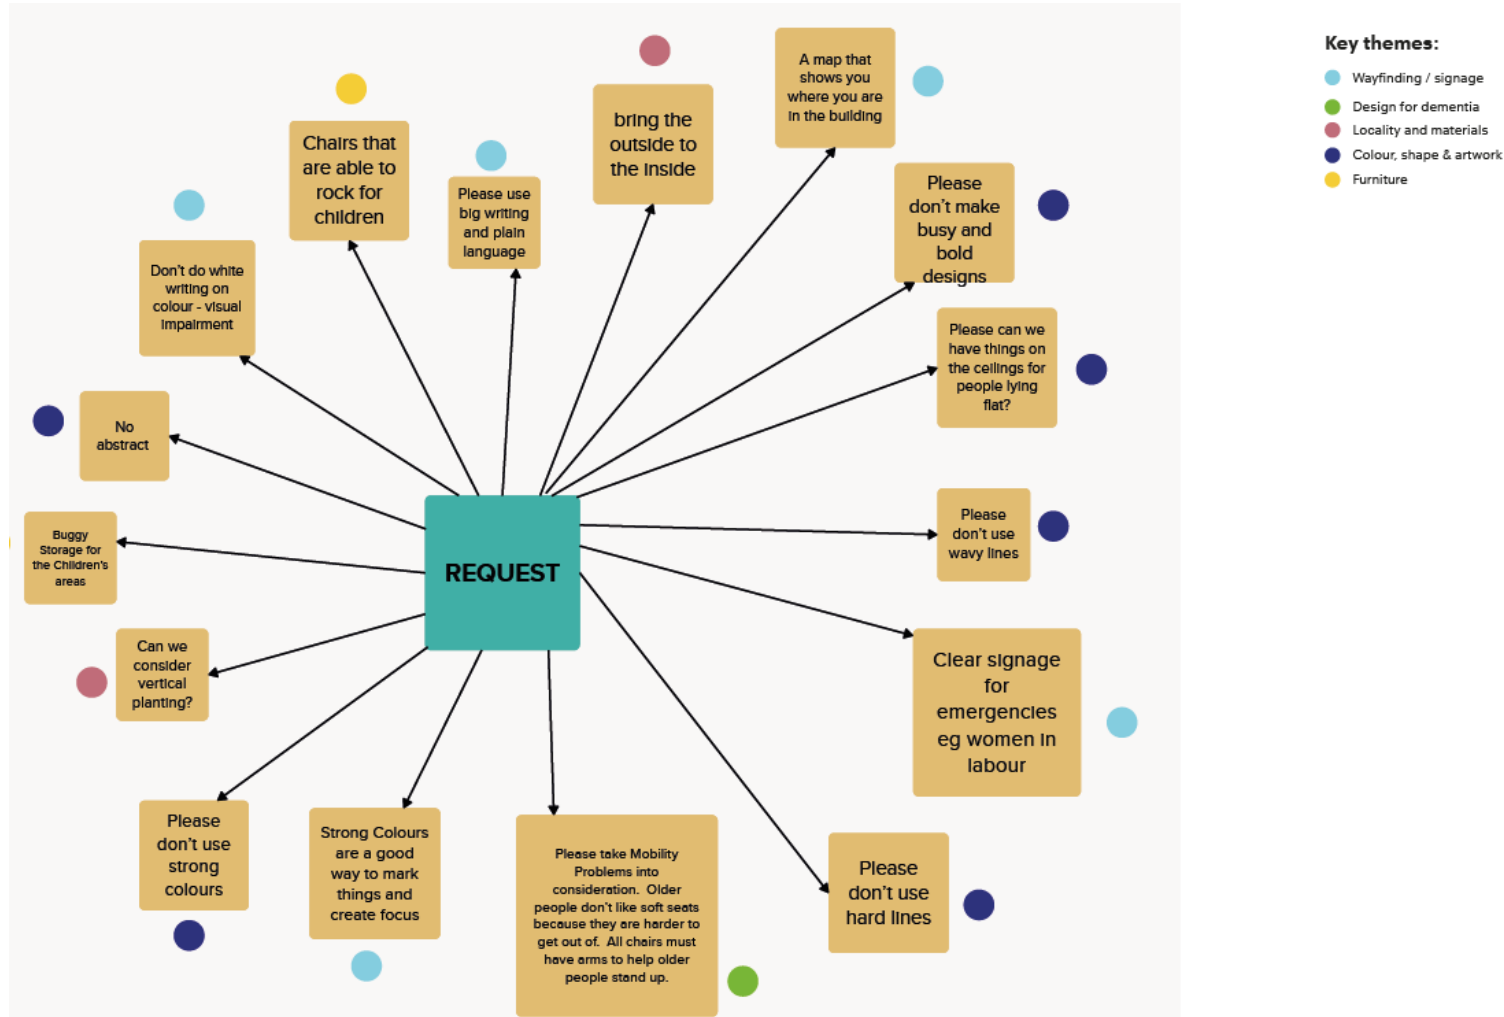 Key themes:
Wayfinding / signage
Design for dementia
Locality and materials
Colour, shape & artwork
Furniture
A map that
shows you
where you are
in the building
bring the
outside to
the inside
Chairs that
are able to
rock for
children
Please use
big writing
and plain
language
Please
don't make
busy and
bold
designs
Don't do white
writing on
colour - visual
impairment
Please can we
have things on
the ceilings for
people lying
flat?
No
abstract
Please
don't use
wavy lines
Buggy
Storage for
the Children's
areas
REQUEST
Can we
consider
vertical
planting?
Clear signage
for
emergencies
eg women in
labour
Please
don't use
strong
colours
Strong Colours
are a good
way to mark
things and
create focus
Please take Mobility
Problems into
consideration. Older
people don't like soft seats
because they are harder to
get out of. All chairs must
have arms to help older
people stand up.
Please
don't use
hard lines